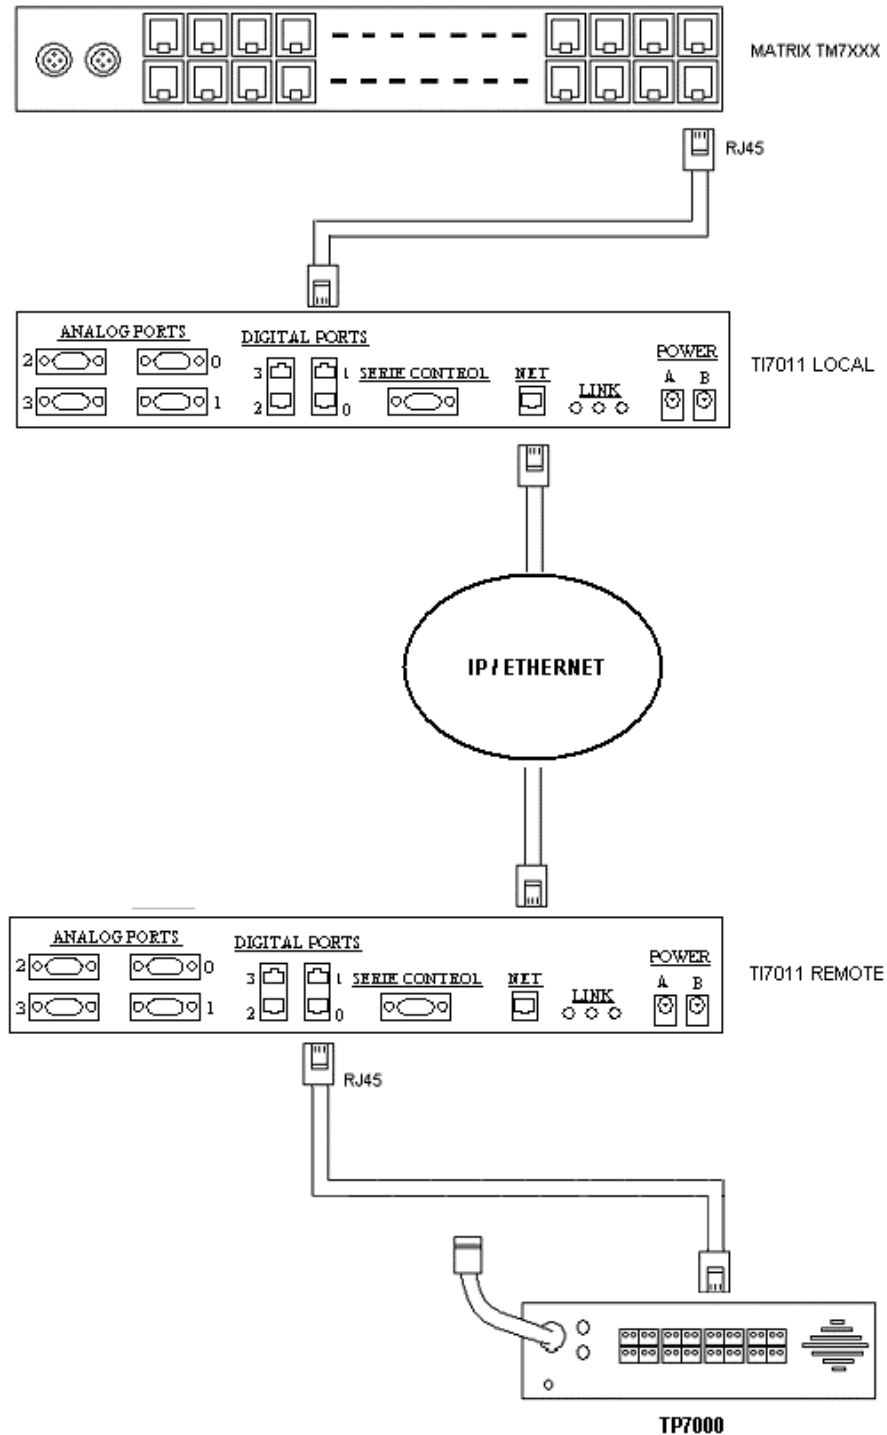 MATRIX TM7XXX
RJ45
ANALOG PORTS
DIGITAL PORTS
2
0
3
1
3
1
2
0
SERIE CONTROL
NET
LINK
POWER
A B
TI7011 LOCAL
IP/ETHERNET
ANALOG PORTS
DIGITAL PORTS
2
0
3
1
3
1
2
0
SERIE CONTROL
NET
LINK
POWER
A B
TI7011 REMOTE
RJ45
TP7000